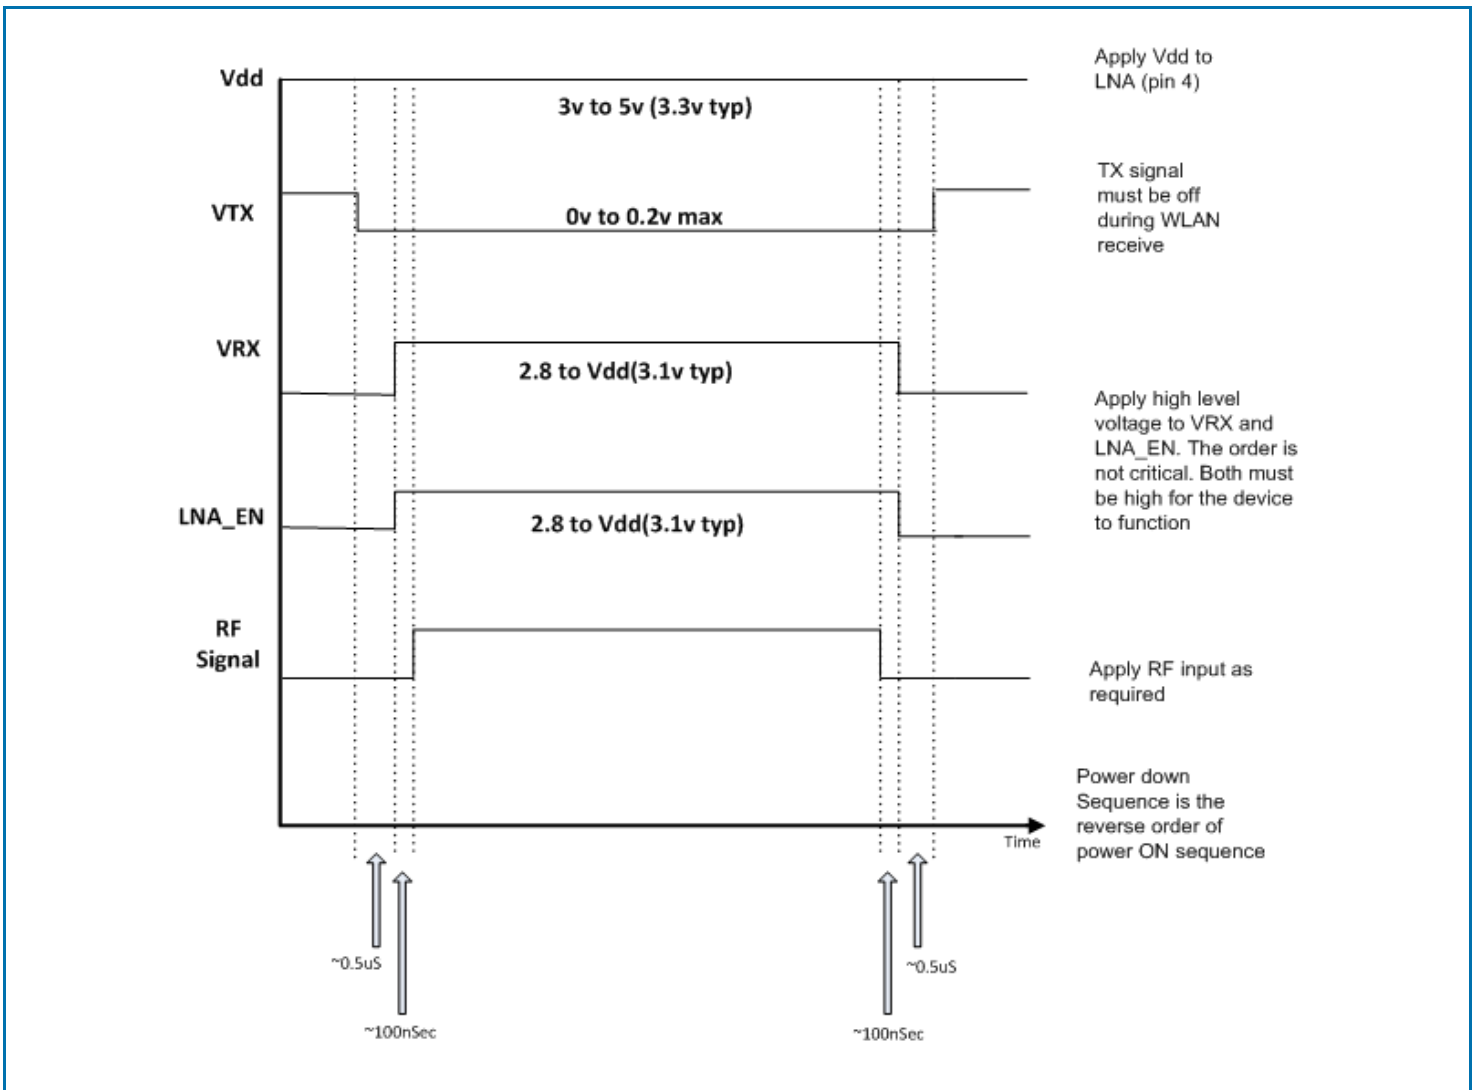 Vdd
3v to 5v (3.3v typ)
Apply Vdd to
LNA (pin 4)
VTX
0v to 0.2v max
TX signal
must be off
during WLAN
receive
VRX
2.8 to Vdd(3.1v typ)
Apply high level
voltage to VRX and
LNA_EN. The order is
not critical. Both must
be high for the device
to function
LNA_EN
2.8 to Vdd(3.1v typ)
RF
Signal
Apply RF input as
required
Power down
Sequence is the
reverse order of
power ON sequence
Time
~0.5uS
~0.5uS
~100nSec
~100nSec